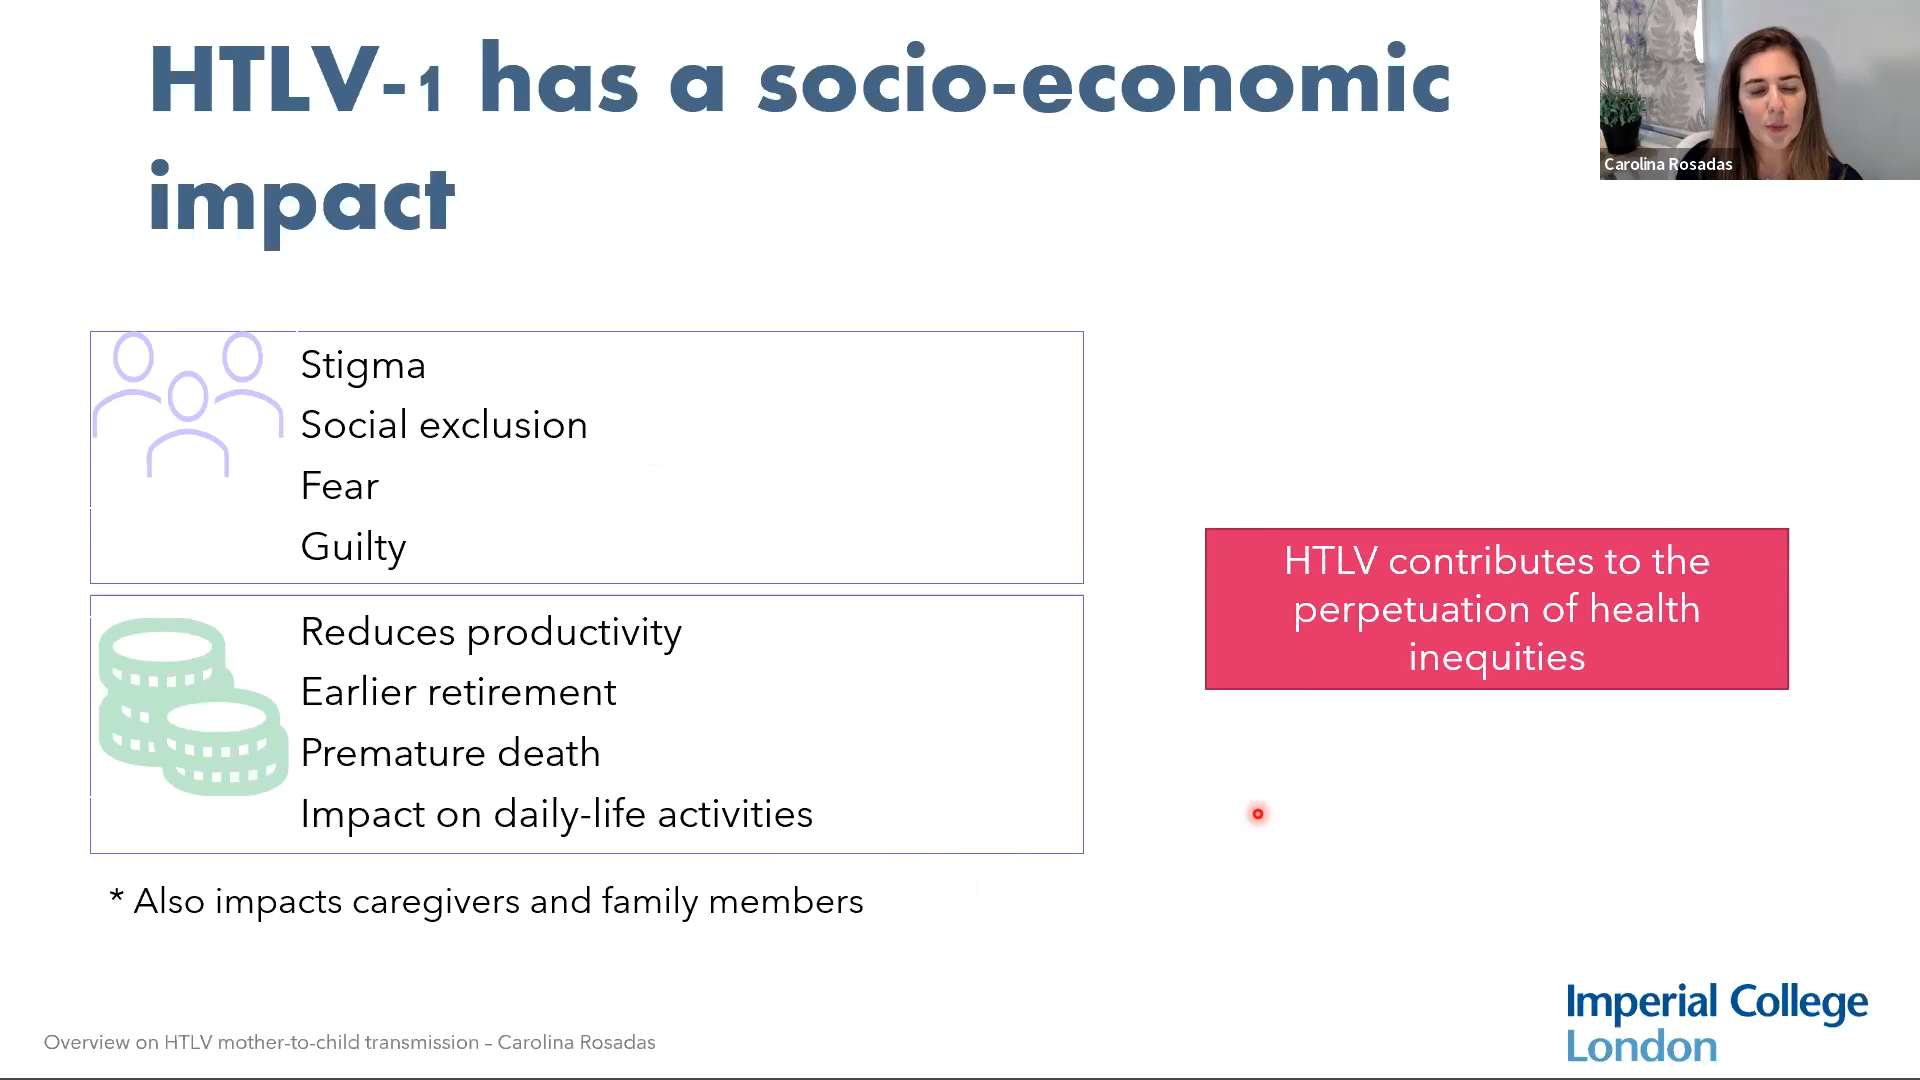 HTLV-1 has a socio-economic
impact
Carolina Rosadas
Stigma
Social exclusion
Fear
Guilty
Reduces productivity
Earlier retirement
Premature death
Impact on daily-life activities
* Also impacts caregivers and family members
HTLV contributes to the
perpetuation of health
inequities
Overview on HTLV mother-to-child transmission – Carolina Rosadas
Imperial College
London